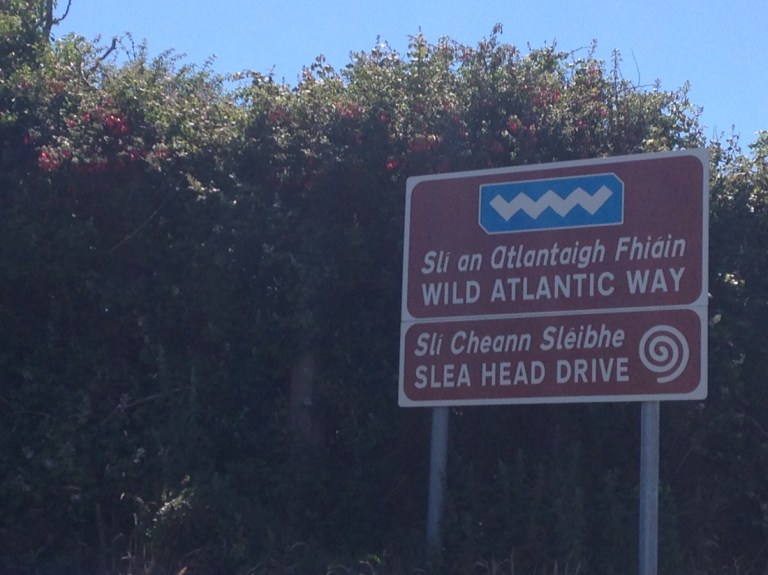 Slí an Atlantaigh Fhiáin
WILD ATLANTIC WAY
Slí Cheann Sléibhe
SLEA HEAD DRIVE